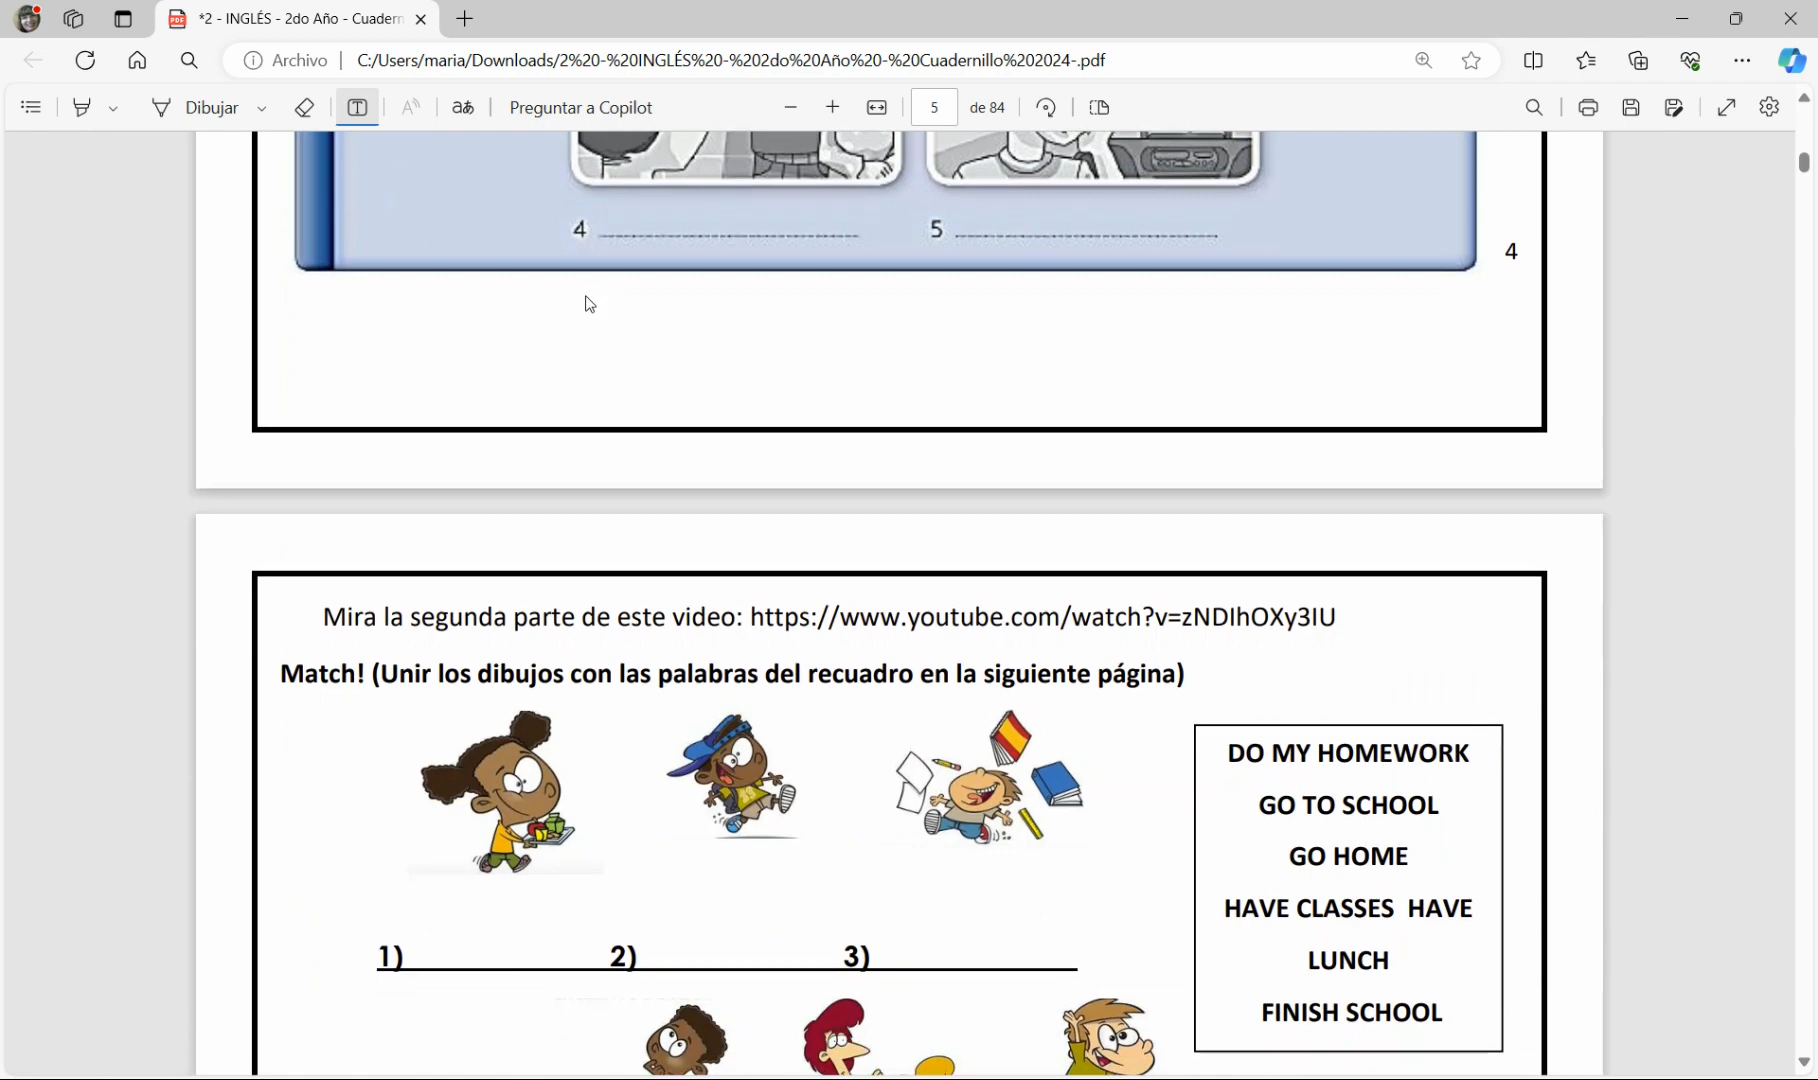 *2 - INGLÉS - 2do Año - Cuadern
Archivo | C:/Users/maria/Downloads/2%20-%20INGLÉS%20-%202do%20Año%20-%20Cuadernillo%202024-.pdf
Dibujar aあ Preguntar a Copilot 5 de 84
4 5
4
Mira la segunda parte de este video: https://www.youtube.com/watch?v=zNDIhOXy3IU
Match! (Unir los dibujos con las palabras del recuadro en la siguiente página)
DO MY HOMEWORK
GO TO SCHOOL
GO HOME
HAVE CLASSES HAVE
LUNCH
FINISH SCHOOL
1) 2) 3)